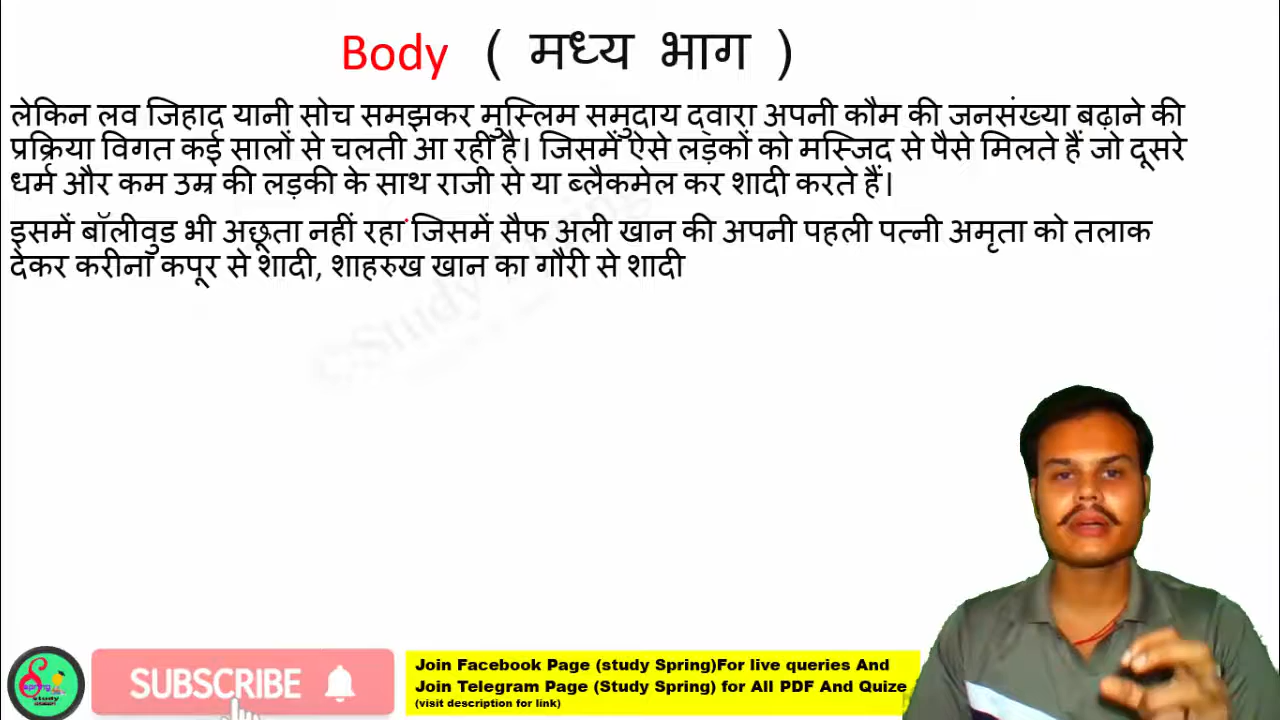 Body ( मध्य भाग )
लेकिन लव जिहाद यानी सोच समझकर मुस्लिम समुदाय द्वारा अपनी कौम की जनसंख्या बढ़ाने की
प्रक्रिया विगत कई सालों से चलती आ रही है। जिसमें ऐसे लड़कों को मस्जिद से पैसे मिलते हैं जो दूसरे
धर्म और कम उम्र की लड़की के साथ राजी से या ब्लैकमेल कर शादी करते हैं।
इसमें बॉलीवुड भी अछूता नहीं रहा जिसमें सैफ अली खान की अपनी पहली पत्नी अमृता को तलाक
देकर करीना कपूर से शादी, शाहरुख खान का गौरी से शादी
©Study Spring
SUBSCRIBE
Join Facebook Page (study Spring)For live queries And
Join Telegram Page (Study Spring) for All PDF And Quize
(visit description for link)